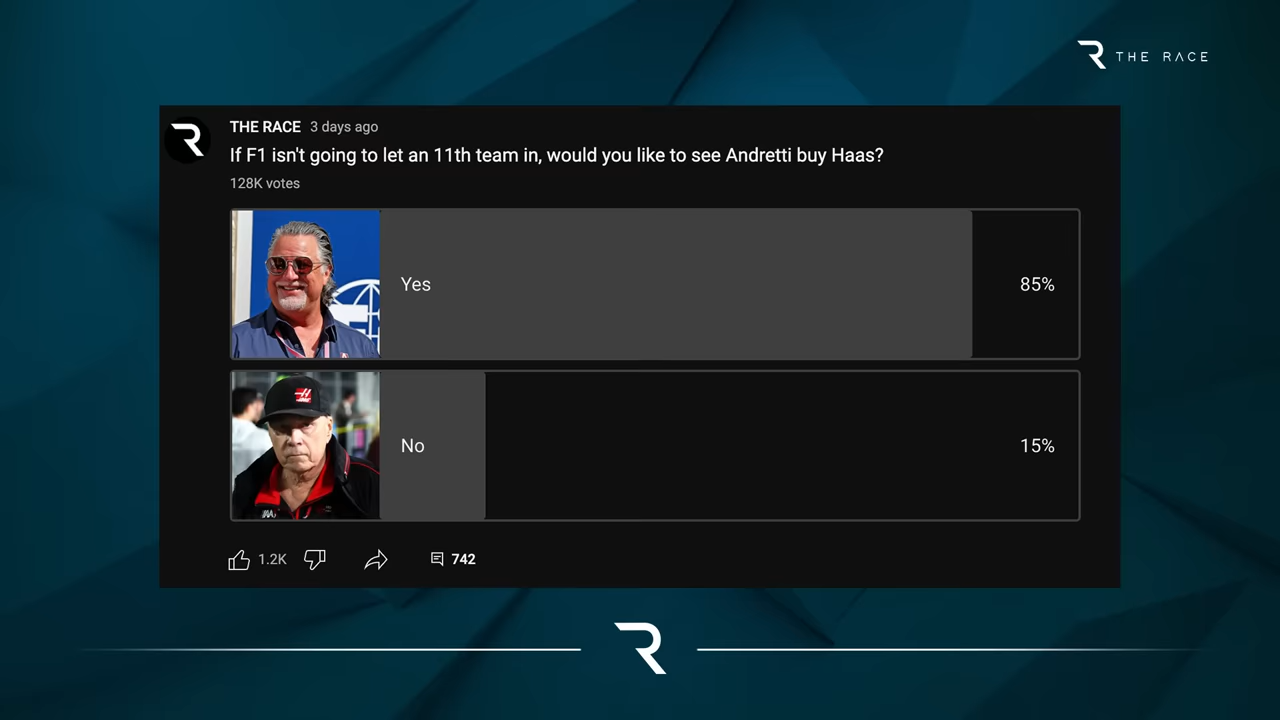 THE RACE
THE RACE 3 days ago
If F1 isn't going to let an 11th team in, would you like to see Andretti buy Haas?
128K votes
Yes 85%
No 15%
1.2K 742